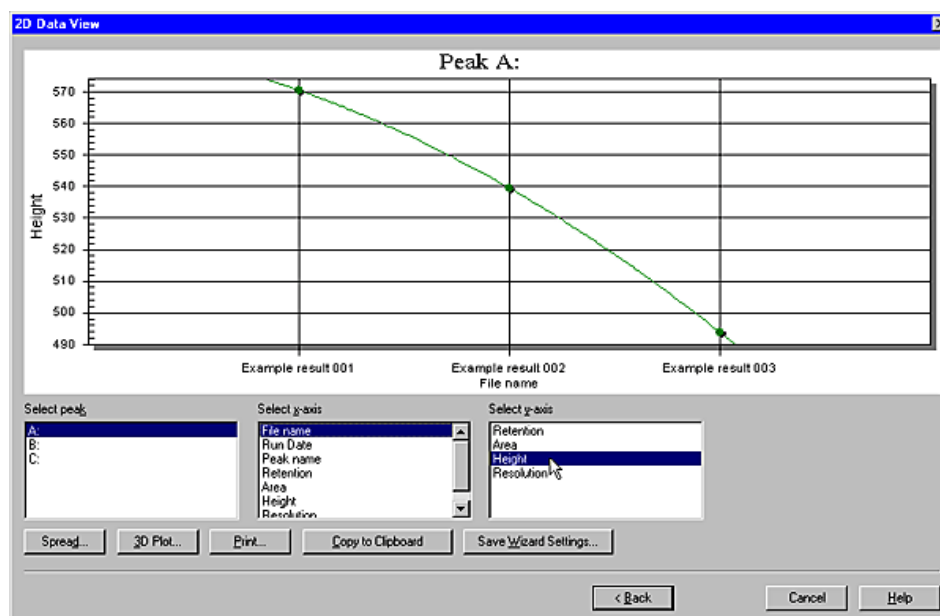 2D Data View
Peak A:
570
560
550
540
530
520
510
500
490
Height
Example result 001 Example result 002 Example result 003
File name
Select peak Select x-axis Select y-axis
A:
B:
C:
File name
Run Date
Peak name
Retention
Area
Height
Resolution
Retention
Area
Height
Resolution
Spread... 3D Plot... Print... Copy to Clipboard Save Wizard Settings...
< Back Cancel Help